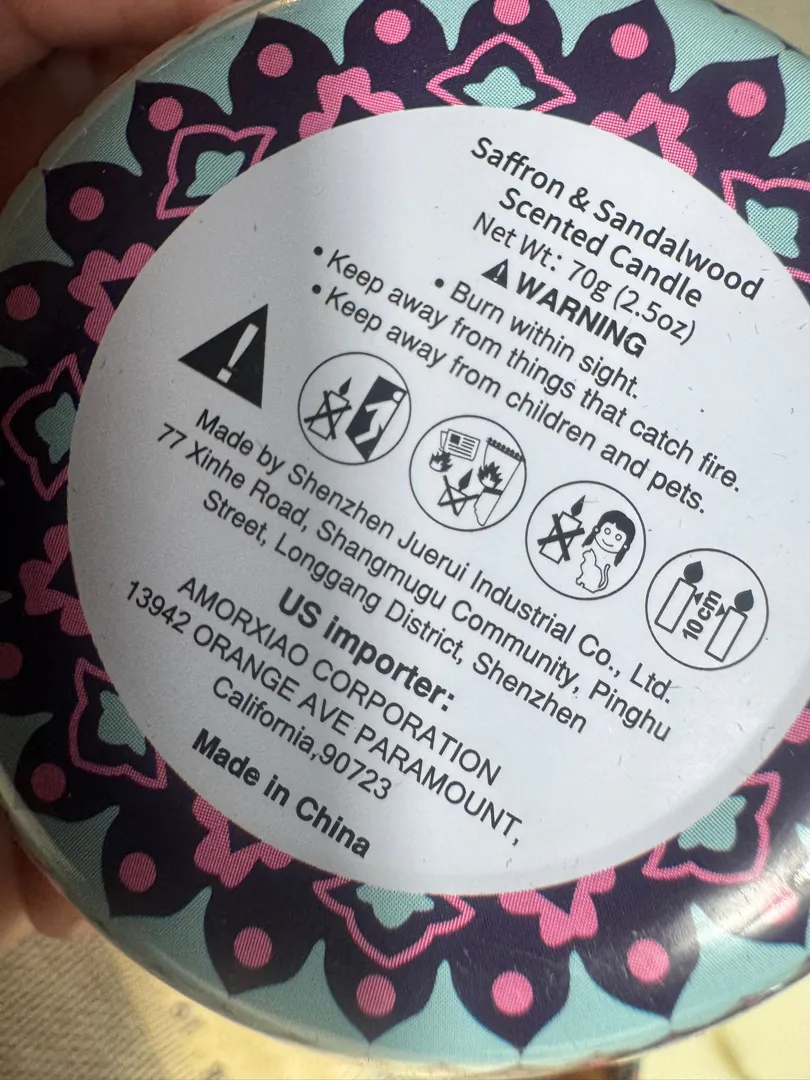 Saffron & Sandalwood
Scented Candle
Net Wt: 70g (2.5oz)
WARNING
• Burn within sight.
• Keep away from things that catch fire.
• Keep away from children and pets.
10 cm
Made by Shenzhen Juerui Industrial Co., Ltd.
77 Xinhe Road, Shangmugu Community, Pinghu
Street, Longgang District, Shenzhen
US importer:
AMORXIAO CORPORATION
13942 ORANGE AVE PARAMOUNT,
California,90723
Made in China